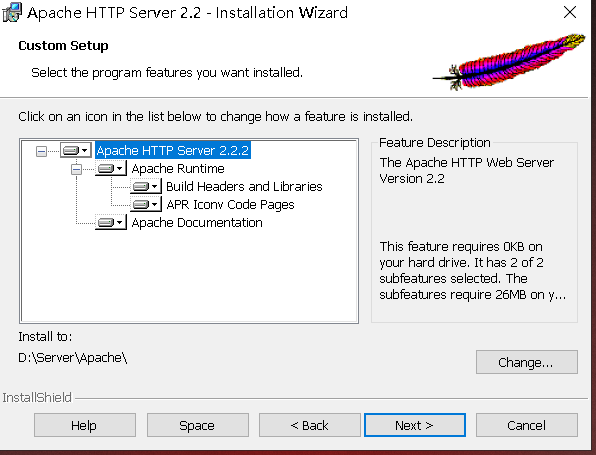 Apache HTTP Server 2.2 - Installation Wizard
Custom Setup
Select the program features you want installed.
Click on an icon in the list below to change how a feature is installed.
Apache HTTP Server 2.2.2
Apache Runtime
Build Headers and Libraries
APR Iconv Code Pages
Apache Documentation
Feature Description
The Apache HTTP Web Server
Version 2.2
This feature requires 0KB on
your hard drive. It has 2 of 2
subfeatures selected. The
subfeatures require 26MB on y...
Install to:
D:\Server\Apache\
Change...
InstallShield
Help
Space
< Back
Next >
Cancel